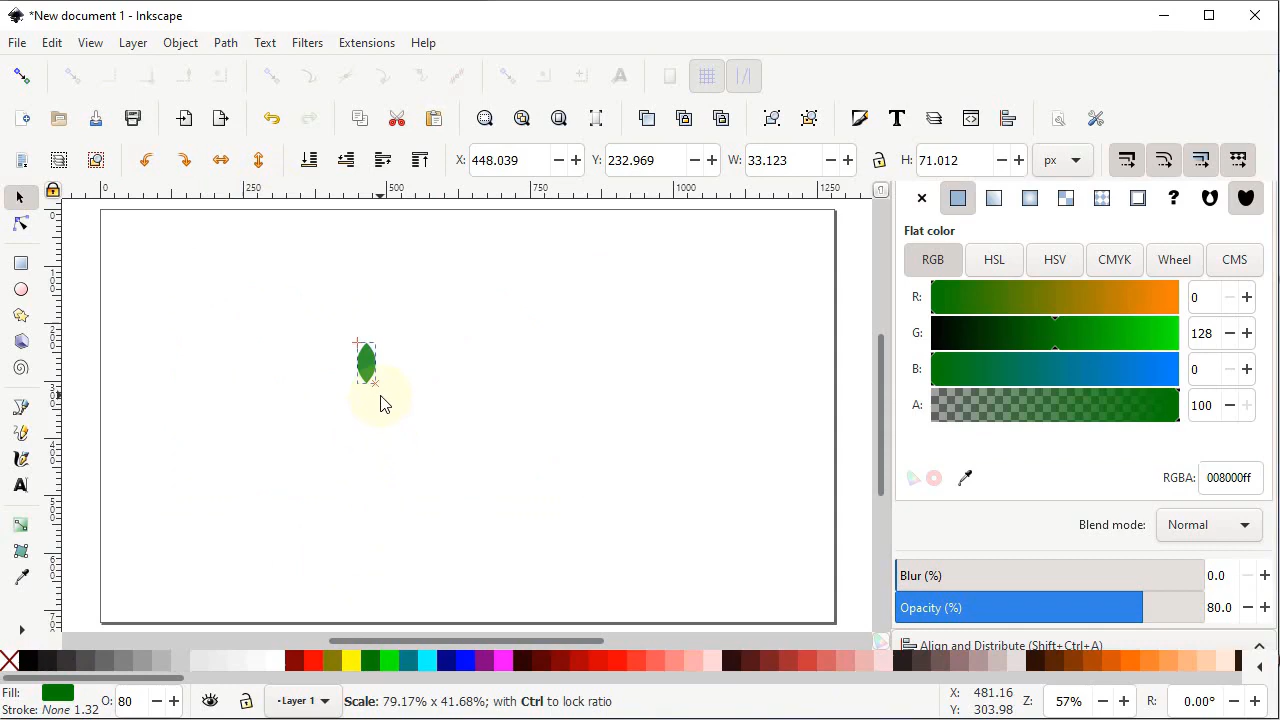 *New document 1 - Inkscape
File Edit View Layer Object Path Text Filters Extensions Help
X: 448.039 Y: 232.969 W: 33.123 H: 71.012 px
0 250 500 750 1000 1250
Flat color
RGB HSL HSV CMYK Wheel CMS
R: 0
G: 128
B: 0
A: 100
RGBA: 008000ff
Blend mode: Normal
Blur (%) 0.0
Opacity (%) 80.0
Align and Distribute (Shift+Ctrl+A)
Fill:
Stroke: None 1.32
O: 80
Layer 1
Scale: 79.17% x 41.68%; with Ctrl to lock ratio
X: 481.16
Y: 303.98
Z: 57%
R: 0.00°